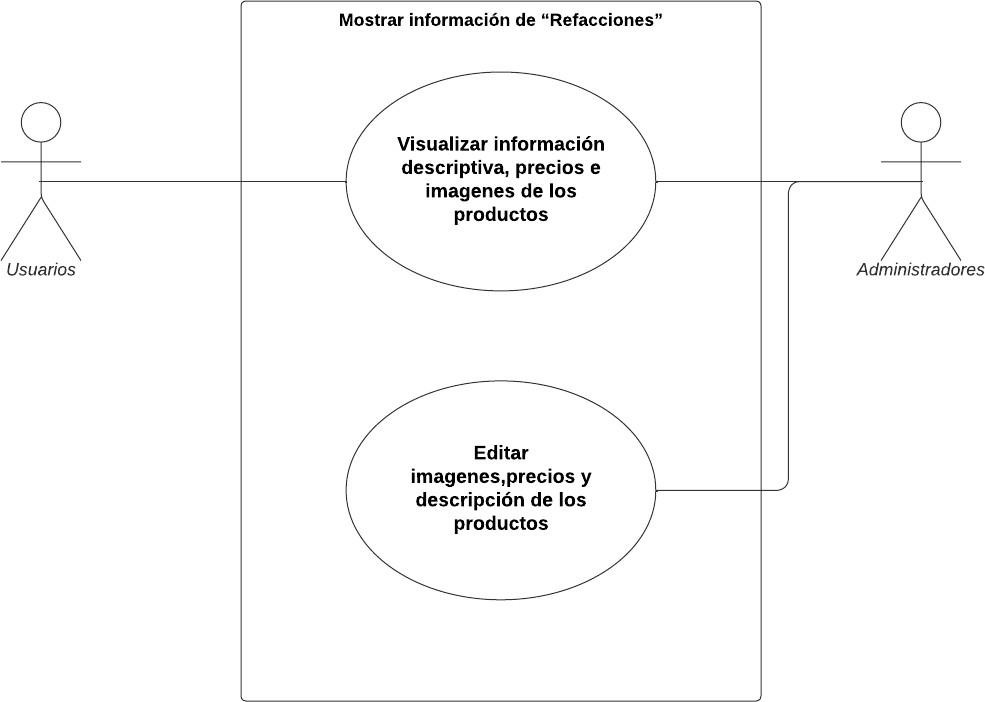 Mostrar información de “Refacciones”
Visualizar información
descriptiva, precios e
imagenes de los
productos
Usuarios
Administradores
Editar
imagenes,precios y
descripción de los
productos